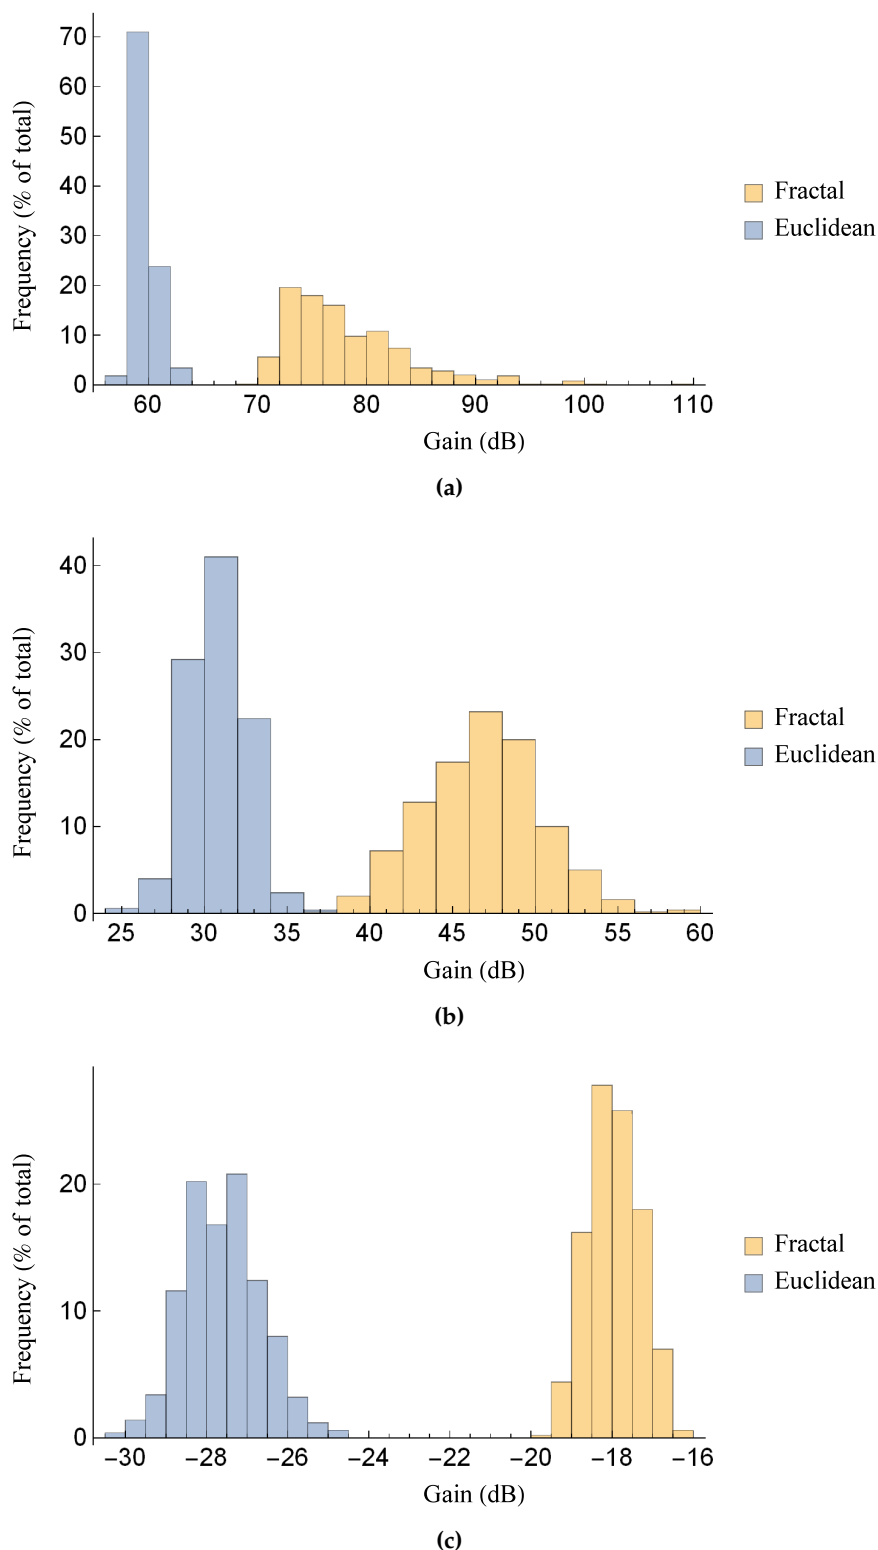 Frequency (% of total)
70
60
50
40
30
20
10
0
60 70 80 90 100 110
Gain (dB)
Fractal
Euclidean
(a)
Frequency (% of total)
40
30
20
10
0
25 30 35 40 45 50 55 60
Gain (dB)
Fractal
Euclidean
(b)
Frequency (% of total)
20
10
0
−30 −28 −26 −24 −22 −20 −18 −16
Gain (dB)
Fractal
Euclidean
(c)